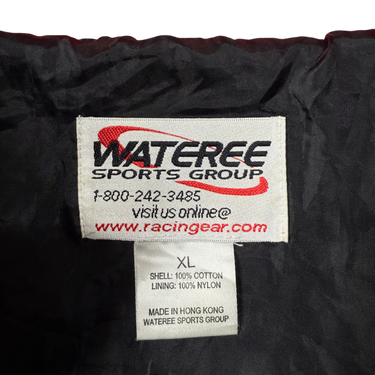 WATEREE
SPORTS GROUP
1-800-242-3485
visit us online@
www.racingear.com
XL
SHELL: 100% COTTON
LINING: 100% NYLON
MADE IN HONG KONG
WATEREE SPORTS GROUP